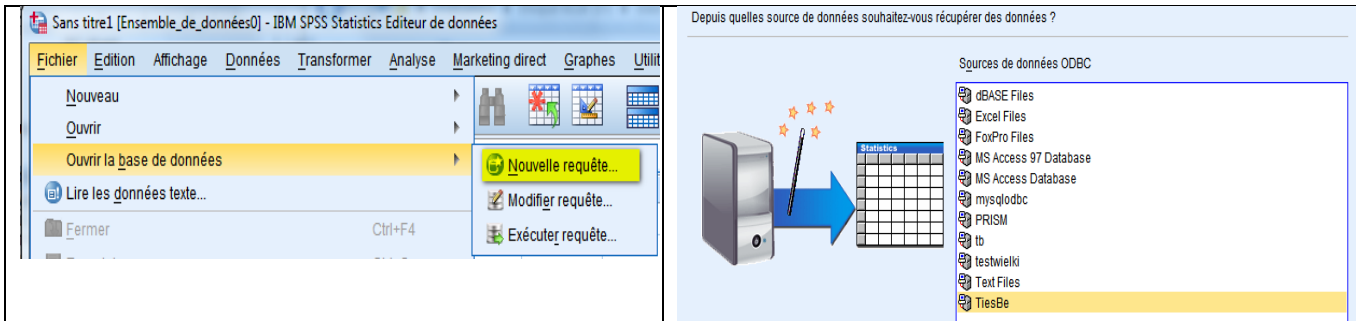 Sans titre1 [Ensemble_de_données0] - IBM SPSS Statistics Editeur de données
Fichier Edition Affichage Données Transformer Analyse Marketing direct Graphes Utilit
Nouveau
Ouvrir
Ouvrir la base de données
Nouvelle requête...
Lire les données texte...
Modifier requête...
Fermer Ctrl+F4
Exécuter requête...
Depuis quelles source de données souhaitez-vous récupérer des données ?
Sources de données ODBC
Statistics
dBASE Files
Excel Files
FoxPro Files
MS Access 97 Database
MS Access Database
mysqlodbc
PRISM
tb
testwielki
Text Files
TiesBe